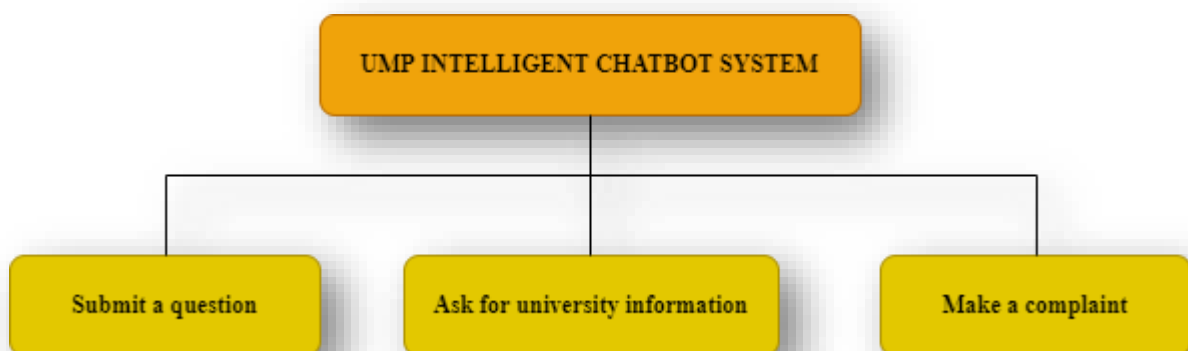 UMP INTELLIGENT CHATBOT SYSTEM
Submit a question
Ask for university information
Make a complaint